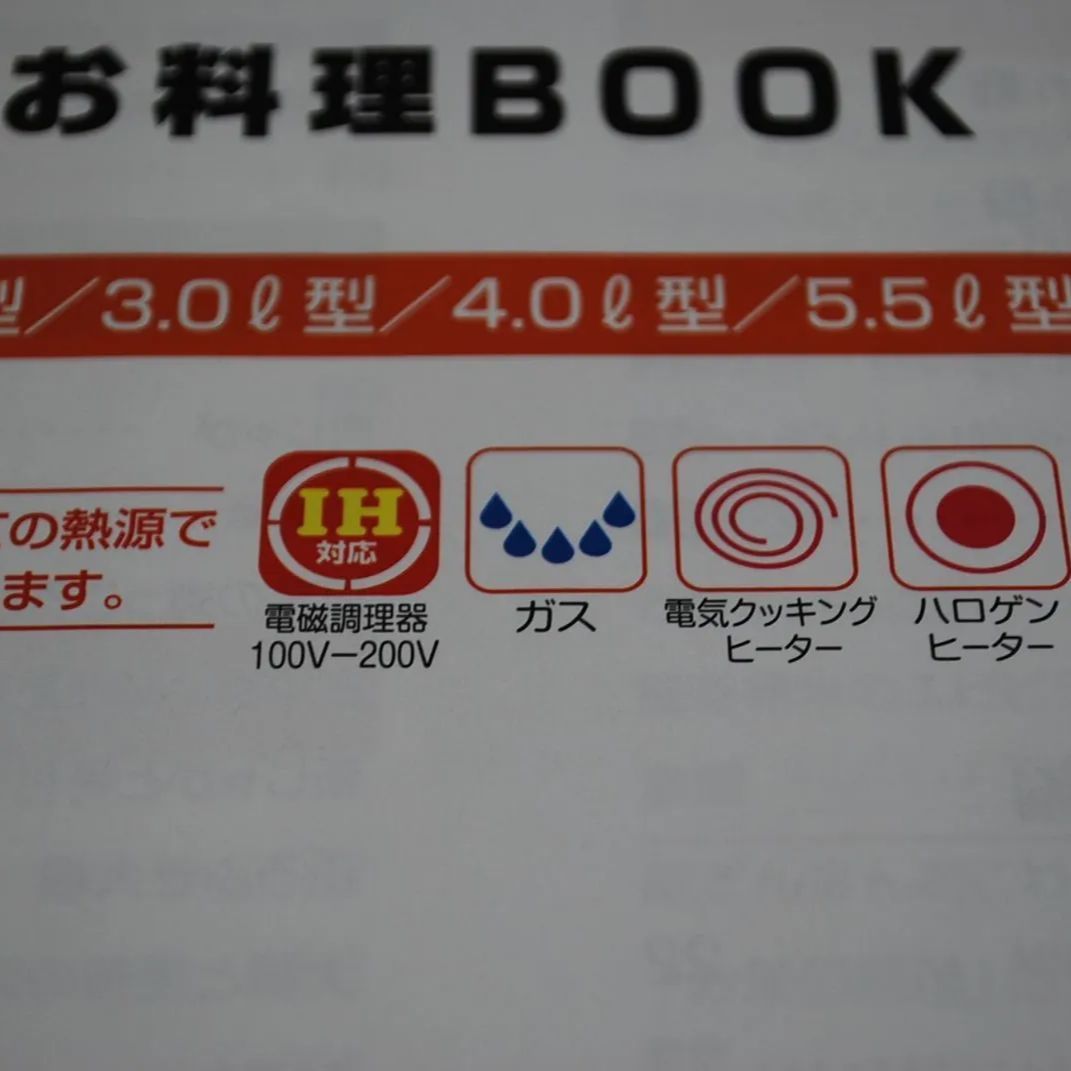 お料理BOOK
型／3.0ℓ型／4.0ℓ型／5.5ℓ型
の熱源で
ます。
IH
対応
電磁調理器
100V−200V
ガス
電気クッキング
ヒーター
ハロゲン
ヒーター